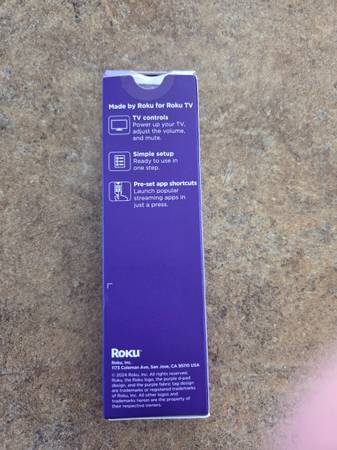 Made by Roku for Roku TV
TV controls
Power up your TV,
adjust the volume,
and mute.
Simple setup
Ready to use in
one step.
Pre-set app shortcuts
Launch popular
streaming apps in
just a press.
Roku
Roku, Inc.
1173 Coleman Ave, San Jose, CA 95110 USA
© 2024 Roku, Inc. All rights reserved.
Roku, the Roku logo, the purple d-pad
design, and the purple fabric tag design
are trademarks or registered trademarks
of Roku, Inc. All other logos and
trademarks herein are the property of
their respective owners.